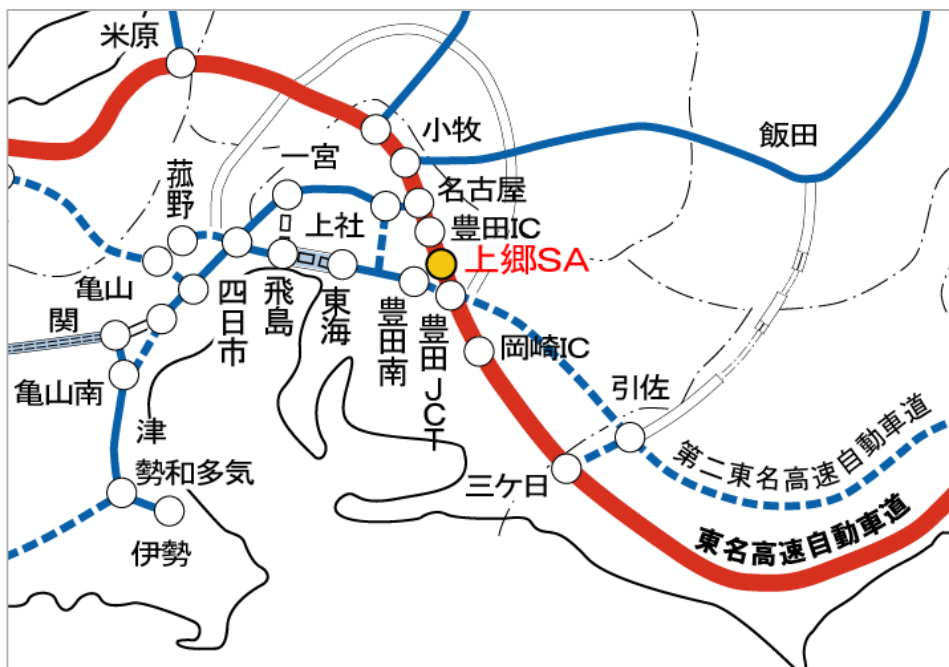 米原
小牧
飯田
一宮
菰野
名古屋
上社
豊田IC
上郷SA
亀山
関
四日市
飛島
東海
豊田南
豊田JCT
岡崎IC
亀山南
引佐
津
三ケ日
第二東名高速自動車道
勢和多気
東名高速自動車道
伊勢